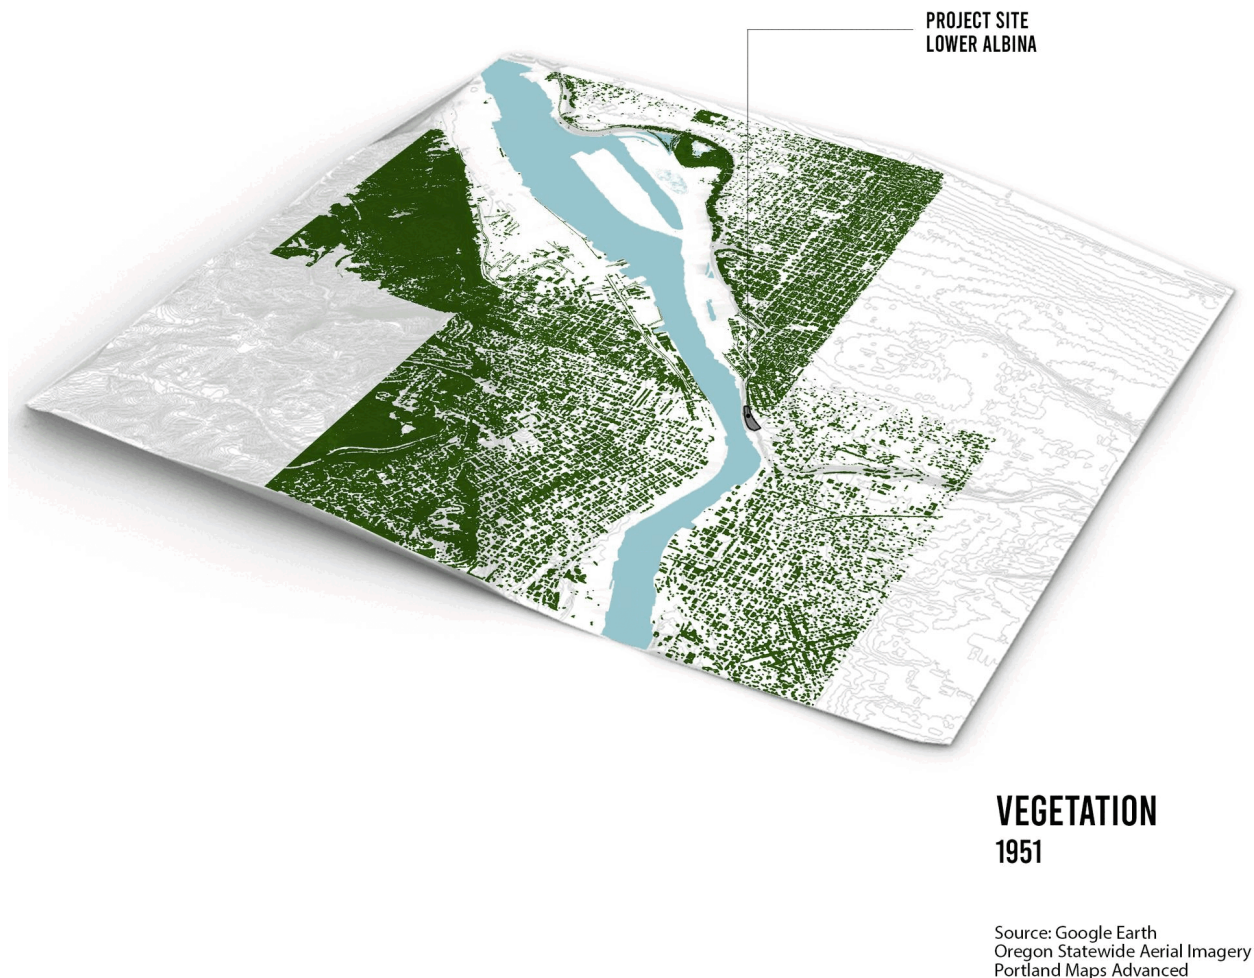 PROJECT SITE
LOWER ALBINA
VEGETATION
1951
Source: Google Earth
Oregon Statewide Aerial Imagery
Portland Maps Advanced